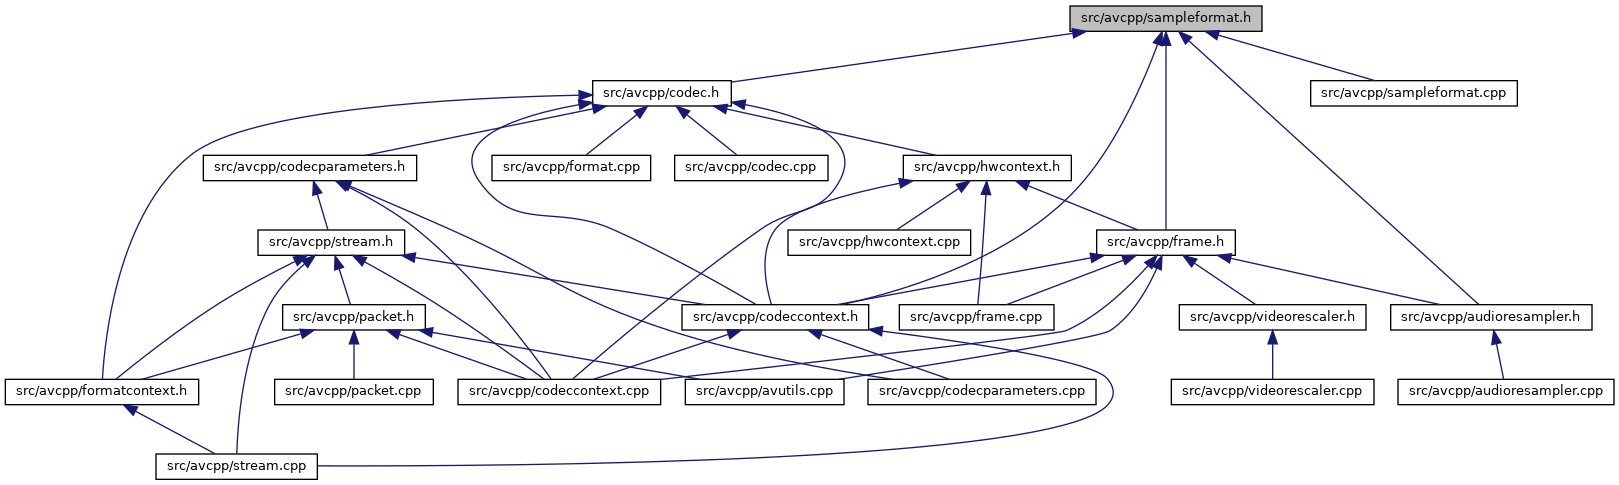 src/avcpp/sampleformat.h
src/avcpp/codec.h
src/avcpp/sampleformat.cpp
src/avcpp/codecparameters.h
src/avcpp/format.cpp
src/avcpp/codec.cpp
src/avcpp/hwcontext.h
src/avcpp/stream.h
src/avcpp/hwcontext.cpp
src/avcpp/frame.h
src/avcpp/packet.h
src/avcpp/codeccontext.h
src/avcpp/frame.cpp
src/avcpp/videorescaler.h
src/avcpp/audioresampler.h
src/avcpp/formatcontext.h
src/avcpp/packet.cpp
src/avcpp/codeccontext.cpp
src/avcpp/avutils.cpp
src/avcpp/codecparameters.cpp
src/avcpp/videorescaler.cpp
src/avcpp/audioresampler.cpp
src/avcpp/stream.cpp